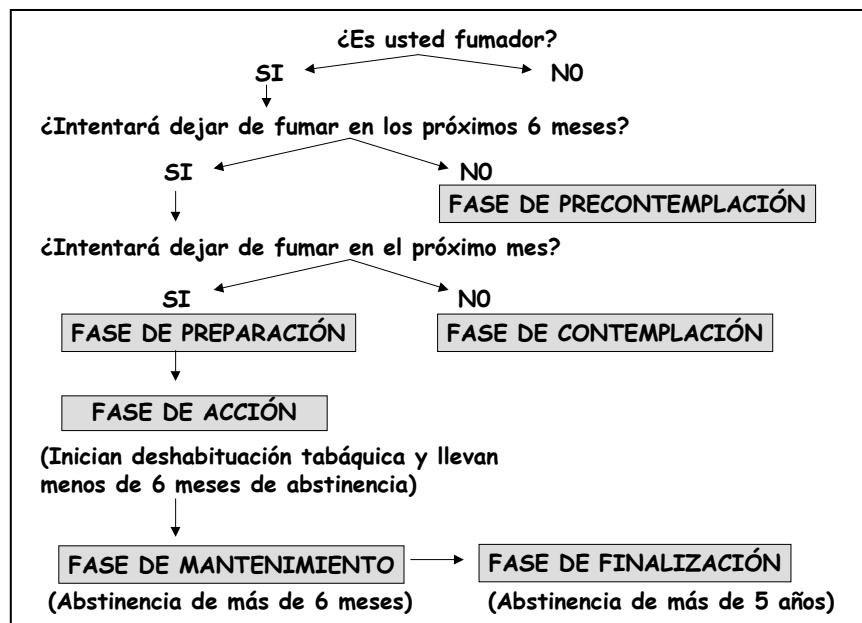 ¿Es usted fumador?
SI NO
¿Intentará dejar de fumar en los próximos 6 meses?
SI NO
FASE DE PRECONTEMPLACIÓN
¿Intentará dejar de fumar en el próximo mes?
SI NO
FASE DE PREPARACIÓN FASE DE CONTEMPLACIÓN
FASE DE ACCIÓN
(Inician deshabituación tabáquica y llevan
menos de 6 meses de abstinencia)
FASE DE MANTENIMIENTO FASE DE FINALIZACIÓN
(Abstinencia de más de 6 meses) (Abstinencia de más de 5 años)